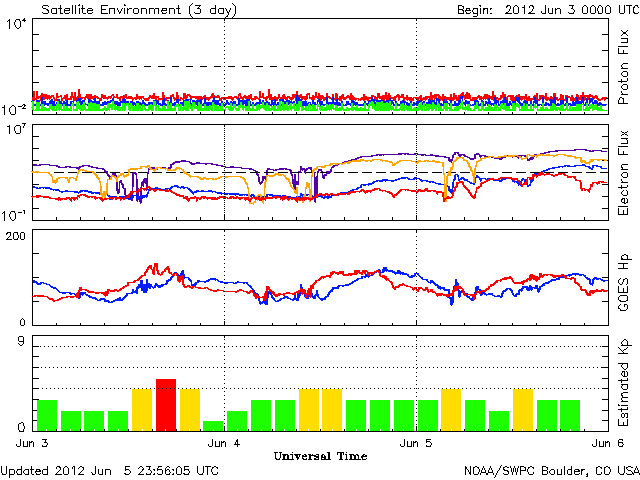 Satellite Environment (3 day)
Begin: 2012 Jun 3 0000 UTC
10^4
10^-2
Proton Flux
10^7
10^-1
Electron Flux
200
0
GOES Hp
9
0
Estimated Kp
Jun 3
Jun 4
Jun 5
Jun 6
Universal Time
Updated 2012 Jun 5 23:56:05 UTC
NOAA/SWPC Boulder, CO USA